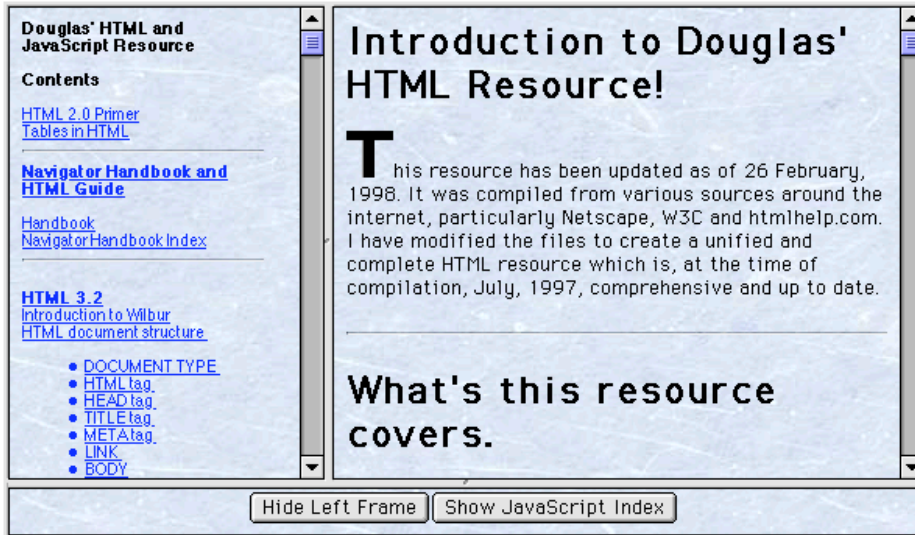 Douglas' HTML and
JavaScript Resource
Contents
HTML 2.0 Primer
Tables in HTML
Navigator Handbook and
HTML Guide
Handbook
Navigator Handbook Index
HTML 3.2
Introduction to Wilbur
HTML document structure
DOCUMENT TYPE
HTML tag
HEAD tag
TITLE tag
META tag
LINK
BODY
Introduction to Douglas'
HTML Resource!
This resource has been updated as of 26 February,
1998. It was compiled from various sources around the
internet, particularly Netscape, W3C and htmlhelp.com.
I have modified the files to create a unified and
complete HTML resource which is, at the time of
compilation, July, 1997, comprehensive and up to date.
What's this resource
covers.
Hide Left Frame Show JavaScript Index